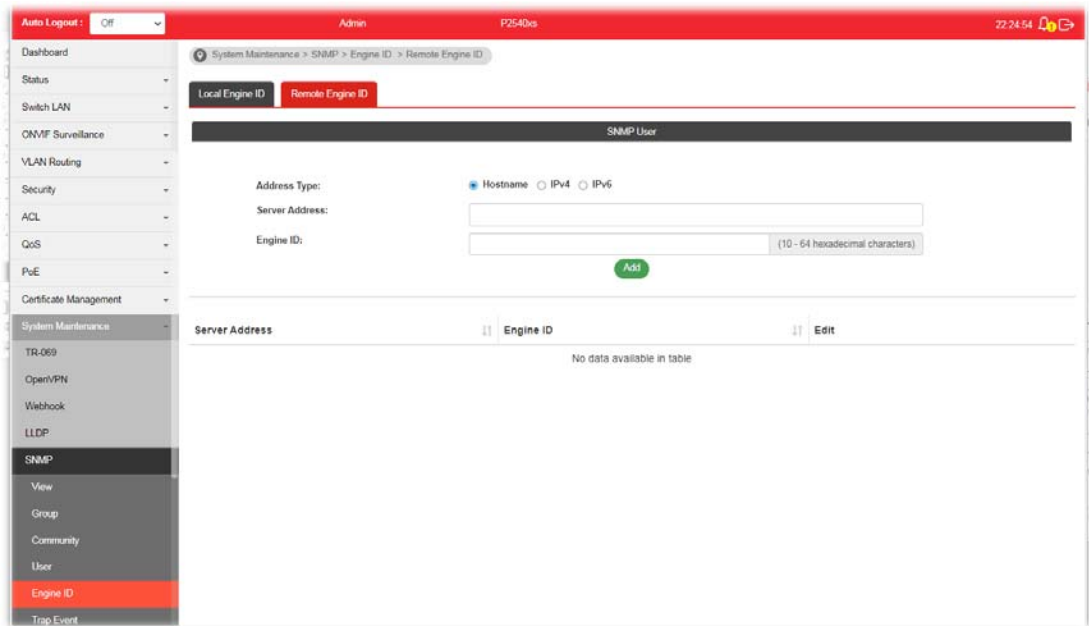 Auto Logout : Off Admin P2540xs 22:24:54
Dashboard
System Maintenance > SNMP > Engine ID > Remote Engine ID
Status
Local Engine ID Remote Engine ID
Switch LAN
ONVIF Surveillance
SNMP User
VLAN Routing
Security
Address Type: Hostname IPv4 IPv6
ACL
Server Address:
QoS
Engine ID: (10 - 64 hexadecimal characters)
PoE
Add
Certificate Management
System Maintenance
Server Address Engine ID Edit
TR-069
No data available in table
OpenVPN
Webhook
LLDP
SNMP
View
Group
Community
User
Engine ID
Trap Event